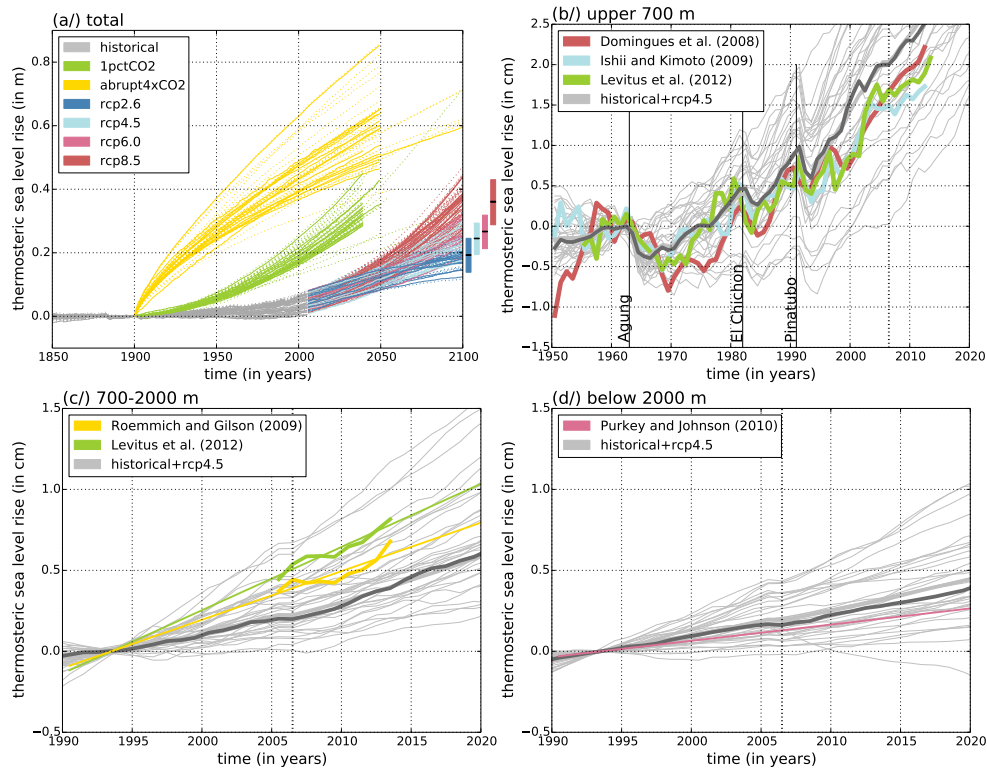 (a/) total
thermosteric sea level rise (in m)
0.8
0.6
0.4
0.2
0.0
historical
1pctCO2
abrupt4xCO2
rcp2.6
rcp4.5
rcp6.0
rcp8.5
1850
1900
1950
2000
2050
2100
time (in years)
(b/) upper 700 m
thermosteric sea level rise (in cm)
2.5
2.0
1.5
1.0
0.5
0.0
−0.5
−1.0
−1.5
Domingues et al. (2008)
Ishii and Kimoto (2009)
Levitus et al. (2012)
historical+rcp4.5
Agung
El Chichon
Pinatubo
1950
1960
1970
1980
1990
2000
2010
2020
time (in years)
(c/) 700-2000 m
thermosteric sea level rise (in cm)
1.5
1.0
0.5
0.0
−0.5
Roemmich and Gilson (2009)
Levitus et al. (2012)
historical+rcp4.5
1990
1995
2000
2005
2010
2015
2020
time (in years)
(d/) below 2000 m
thermosteric sea level rise (in cm)
1.5
1.0
0.5
0.0
−0.5
Purkey and Johnson (2010)
historical+rcp4.5
1990
1995
2000
2005
2010
2015
2020
time (in years)